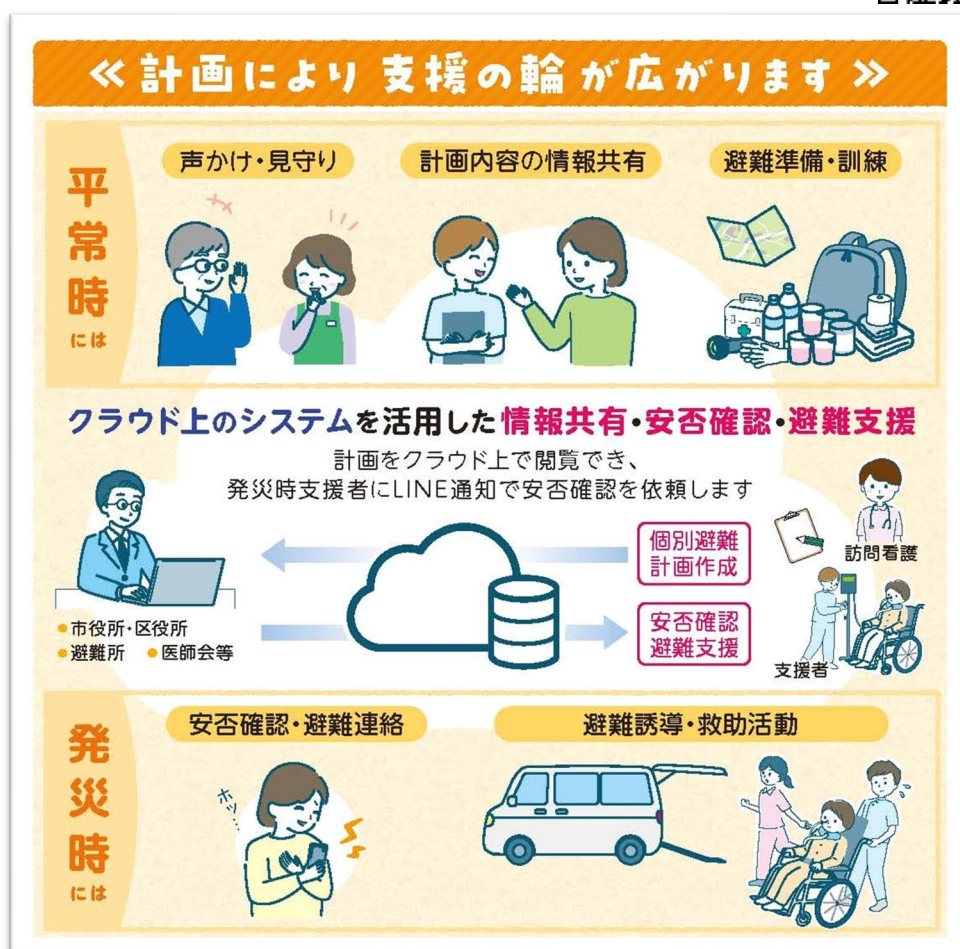 ≪ 計画により 支援の輪 が広がります ≫
平常時には
声かけ・見守り
計画内容の情報共有
避難準備・訓練
クラウド上のシステムを活用した情報共有・安否確認・避難支援
計画をクラウド上で閲覧でき、
発災時支援者にLINE通知で安否確認を依頼します
個別避難
計画作成
訪問看護
安否確認
避難支援
支援者
●市役所・区役所
●避難所 ●医師会等
発災時には
安否確認・避難連絡
避難誘導・救助活動
ホッ…